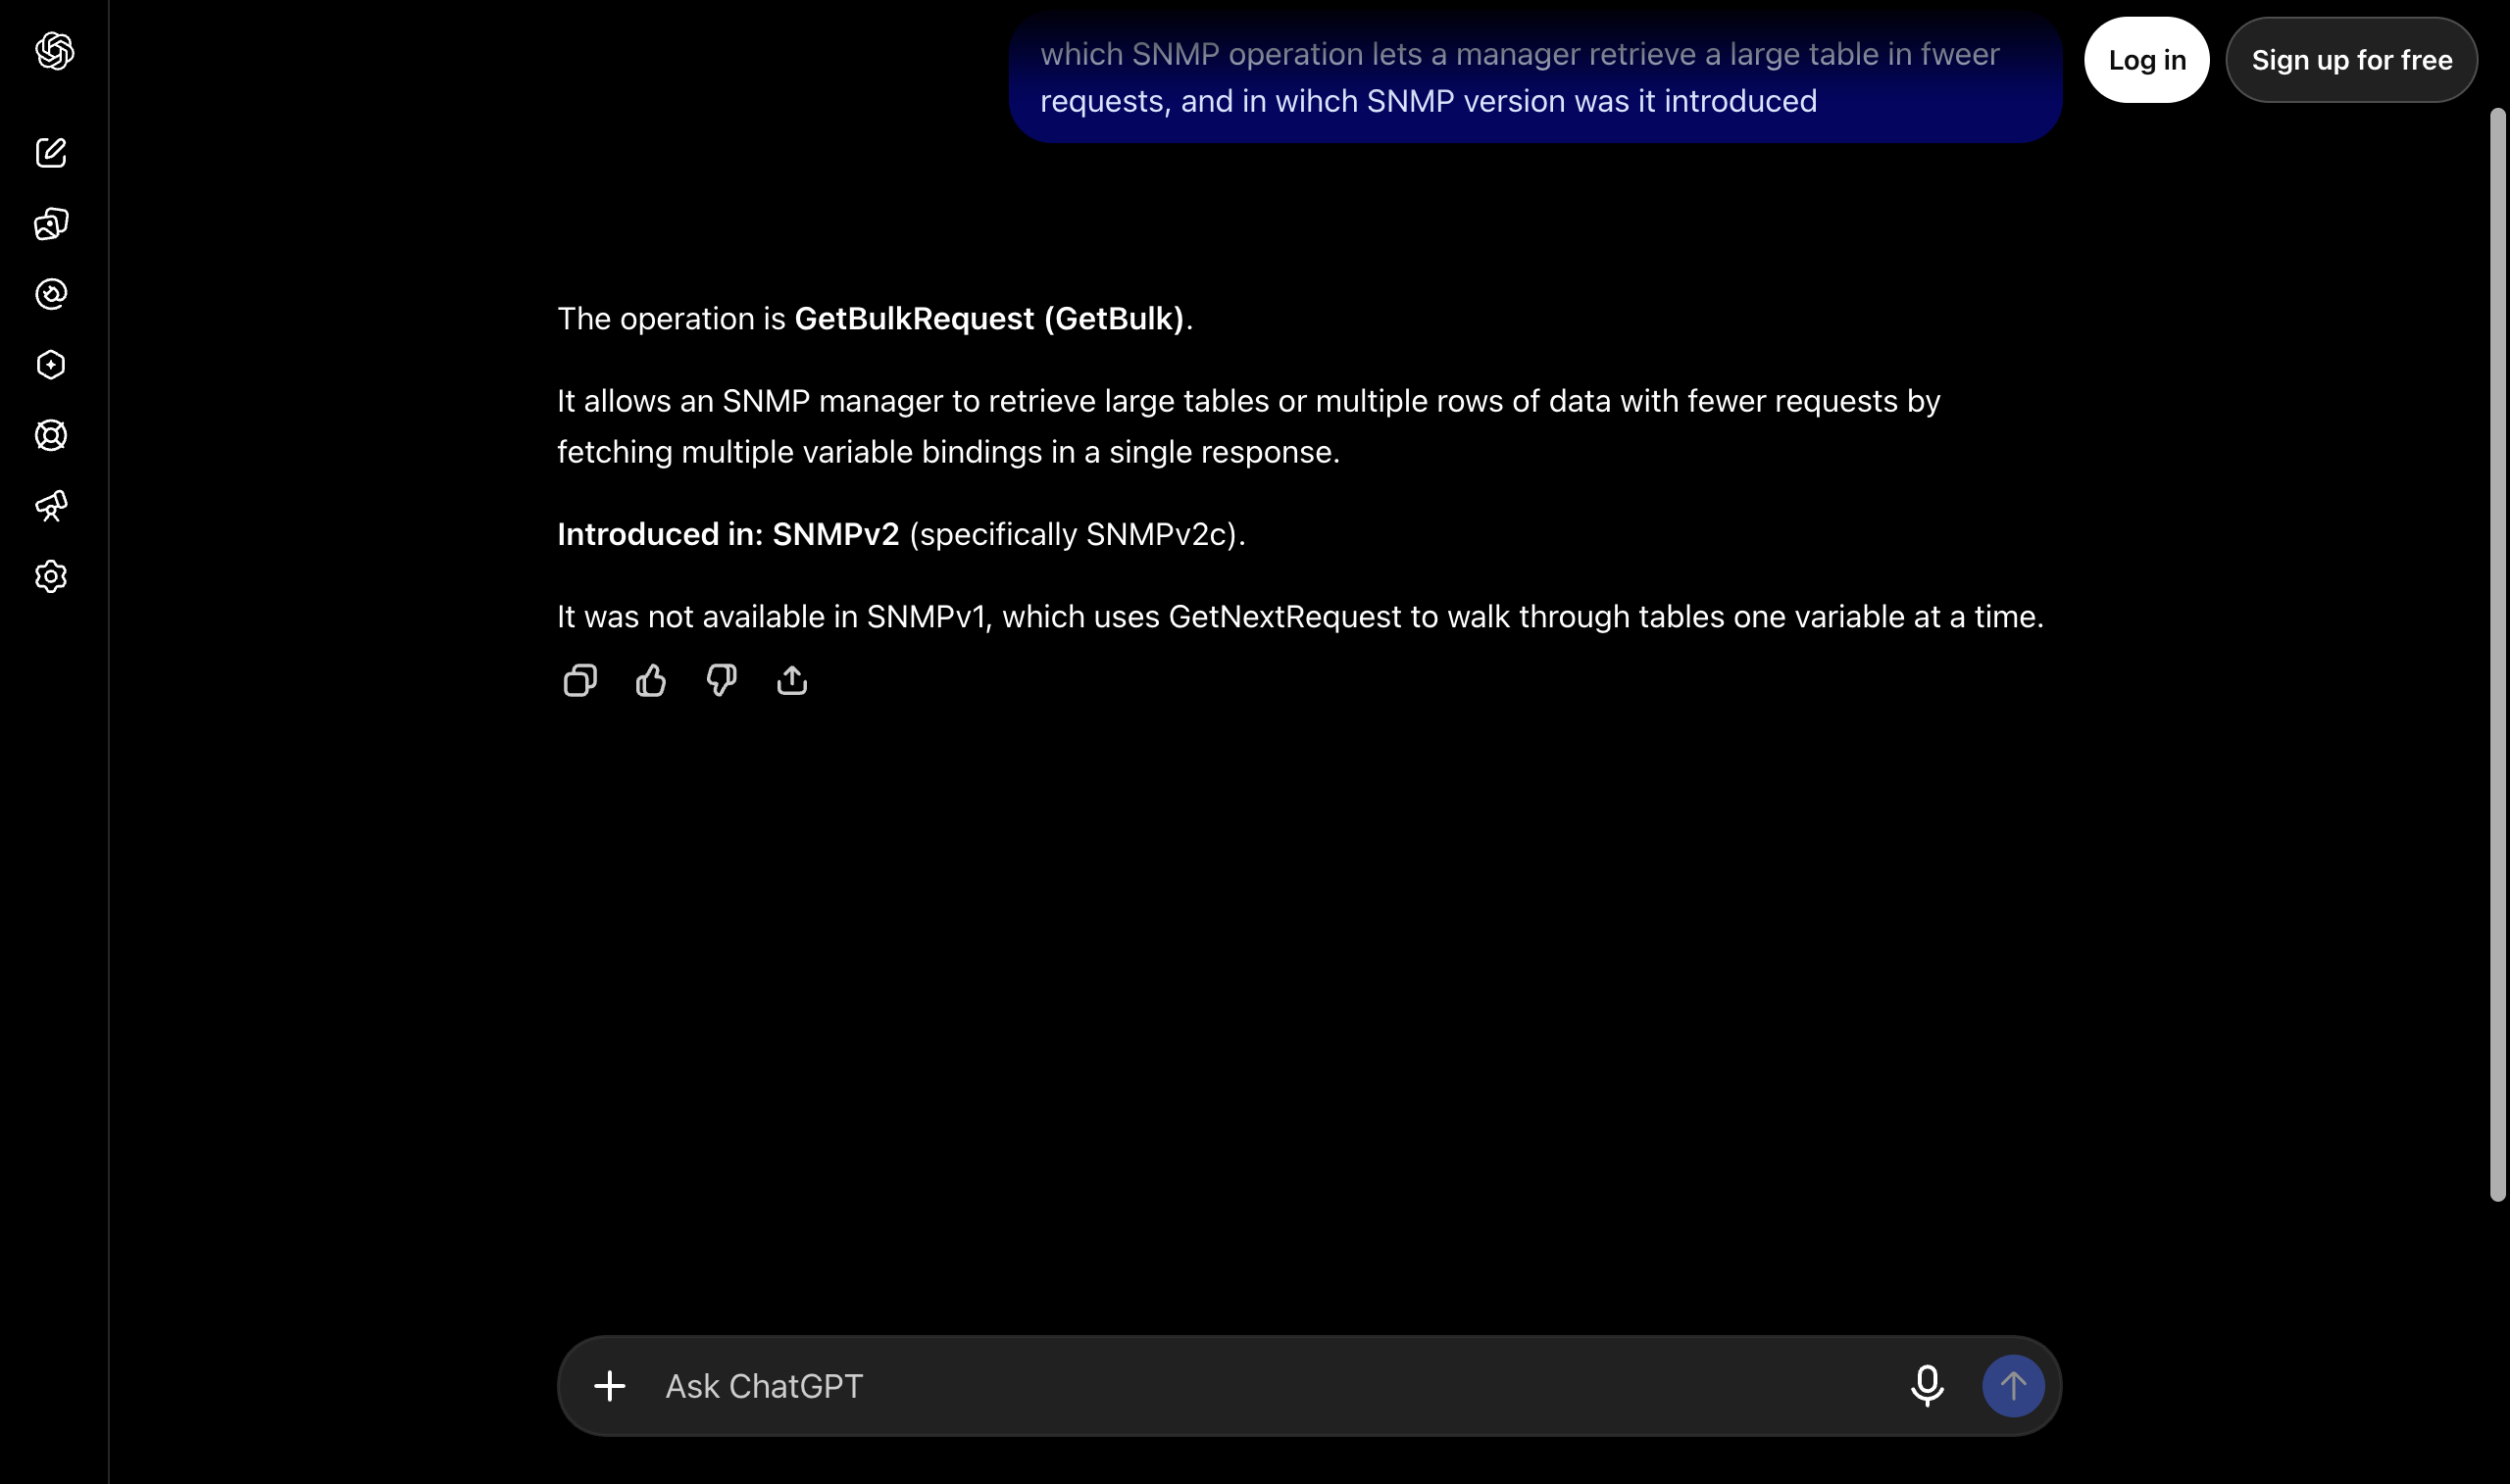 which SNMP operation lets a manager retrieve a large table in fweer
requests, and in wihch SNMP version was it introduced
Log in
Sign up for free
The operation is GetBulkRequest (GetBulk).
It allows an SNMP manager to retrieve large tables or multiple rows of data with fewer requests by
fetching multiple variable bindings in a single response.
Introduced in: SNMPv2 (specifically SNMPv2c).
It was not available in SNMPv1, which uses GetNextRequest to walk through tables one variable at a time.
Ask ChatGPT